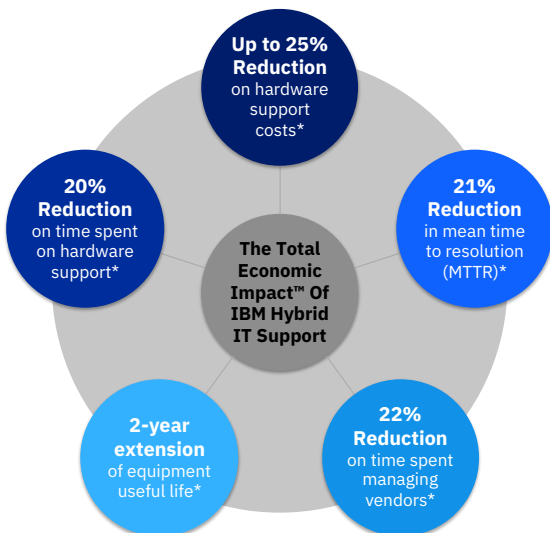 Up to 25%
Reduction
on hardware
support
costs*
21%
Reduction
in mean time
to resolution
(MTTR)*
22%
Reduction
on time spent
managing
vendors*
2-year
extension
of equipment
useful life*
20%
Reduction
on time spent
on hardware
support*
The Total
Economic
Impact™ Of
IBM Hybrid
IT Support